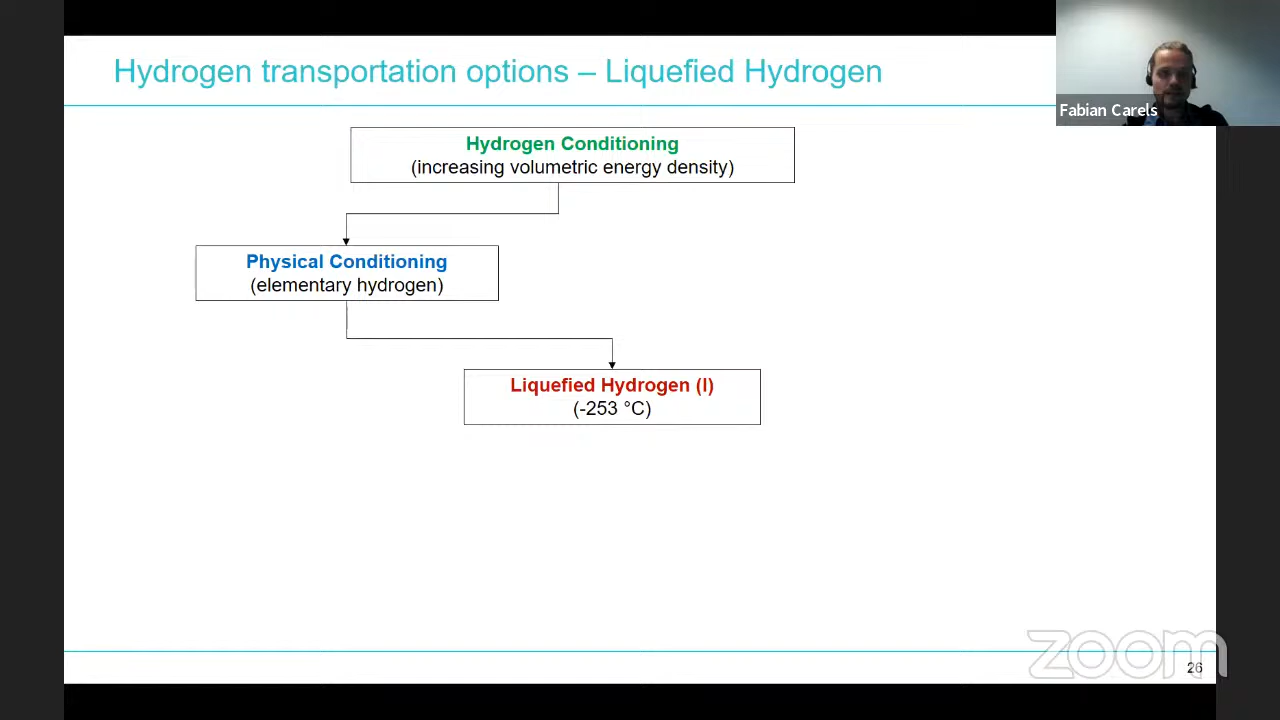 Hydrogen transportation options – Liquefied Hydrogen
Fabian Carels
Hydrogen Conditioning
(increasing volumetric energy density)
Physical Conditioning
(elementary hydrogen)
Liquefied Hydrogen (l)
(-253 °C)
zoom
26